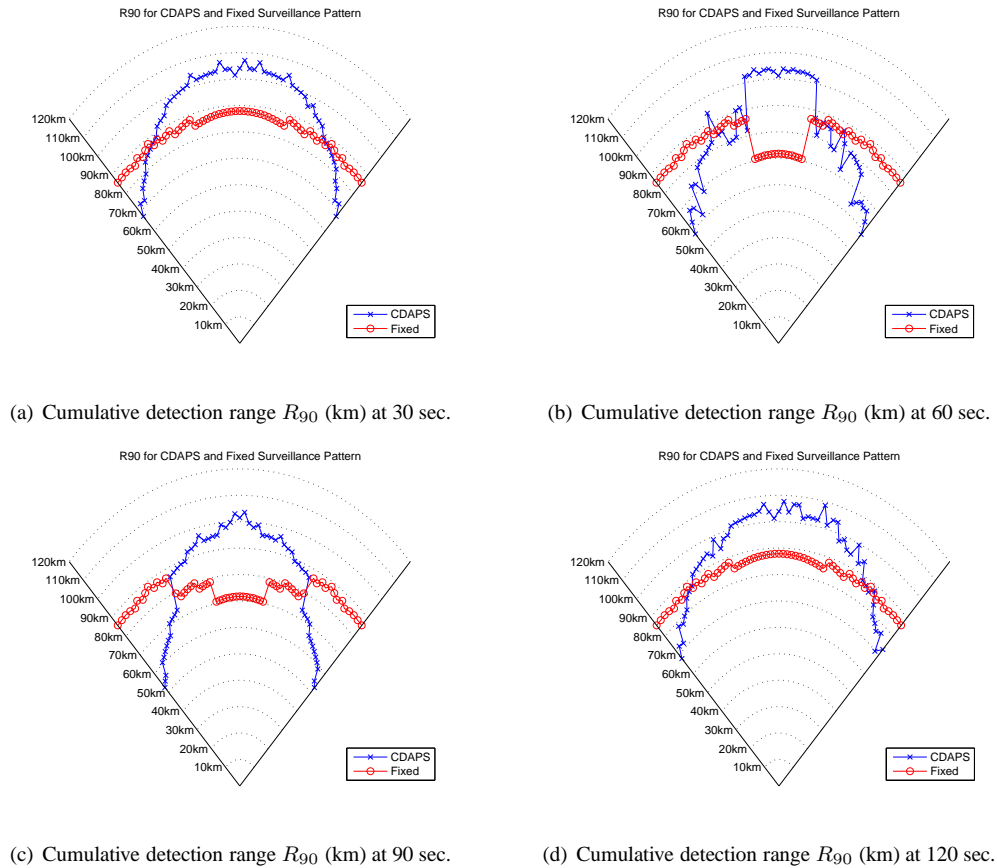 R90 for CDAPS and Fixed Surveillance Pattern
120km
110km
100km
90km
80km
70km
60km
50km
40km
30km
20km
10km
CDAPS
Fixed
(a) Cumulative detection range R90 (km) at 30 sec.
R90 for CDAPS and Fixed Surveillance Pattern
120km
110km
100km
90km
80km
70km
60km
50km
40km
30km
20km
10km
CDAPS
Fixed
(b) Cumulative detection range R90 (km) at 60 sec.
R90 for CDAPS and Fixed Surveillance Pattern
120km
110km
100km
90km
80km
70km
60km
50km
40km
30km
20km
10km
CDAPS
Fixed
(c) Cumulative detection range R90 (km) at 90 sec.
R90 for CDAPS and Fixed Surveillance Pattern
120km
110km
100km
90km
80km
70km
60km
50km
40km
30km
20km
10km
CDAPS
Fixed
(d) Cumulative detection range R90 (km) at 120 sec.